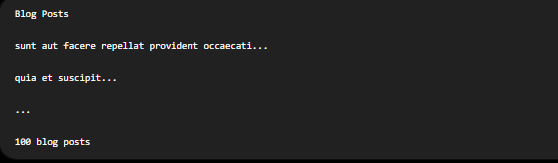 Blog Posts
sunt aut facere repellat provident occaecati...
quia et suscipit...
...
100 blog posts